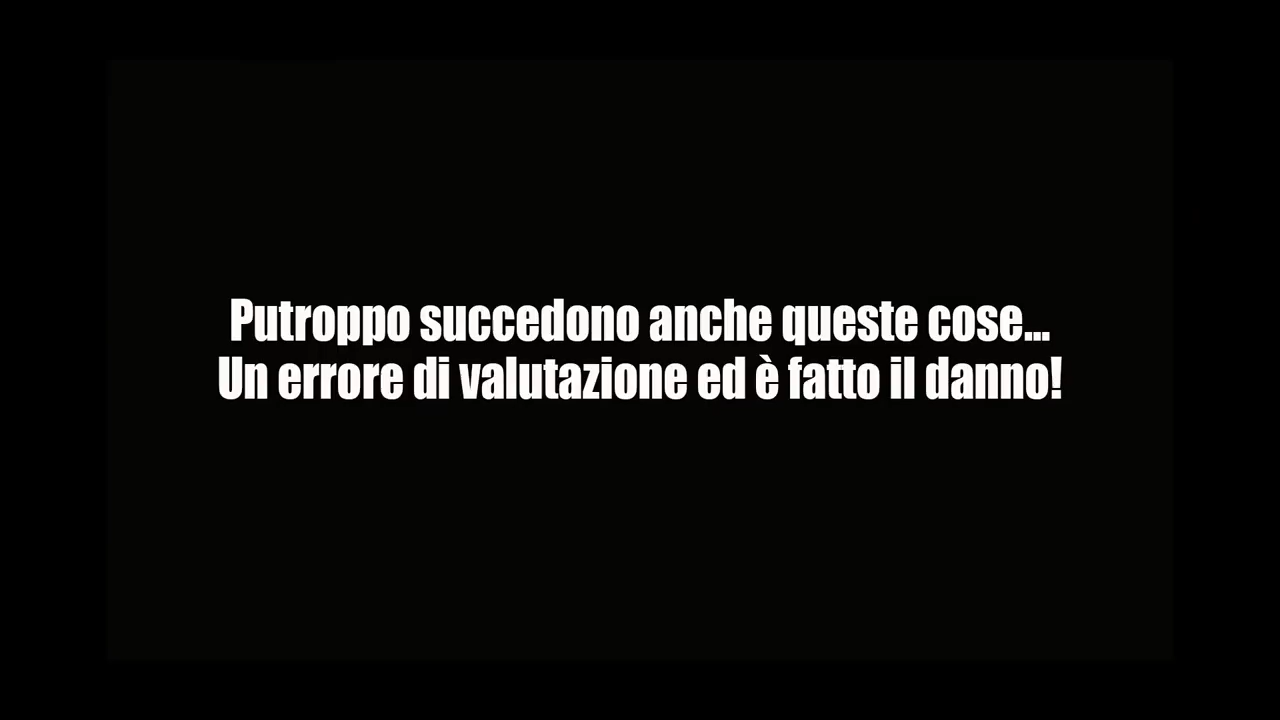 Putroppo succedono anche queste cose...
Un errore di valutazione ed è fatto il danno!